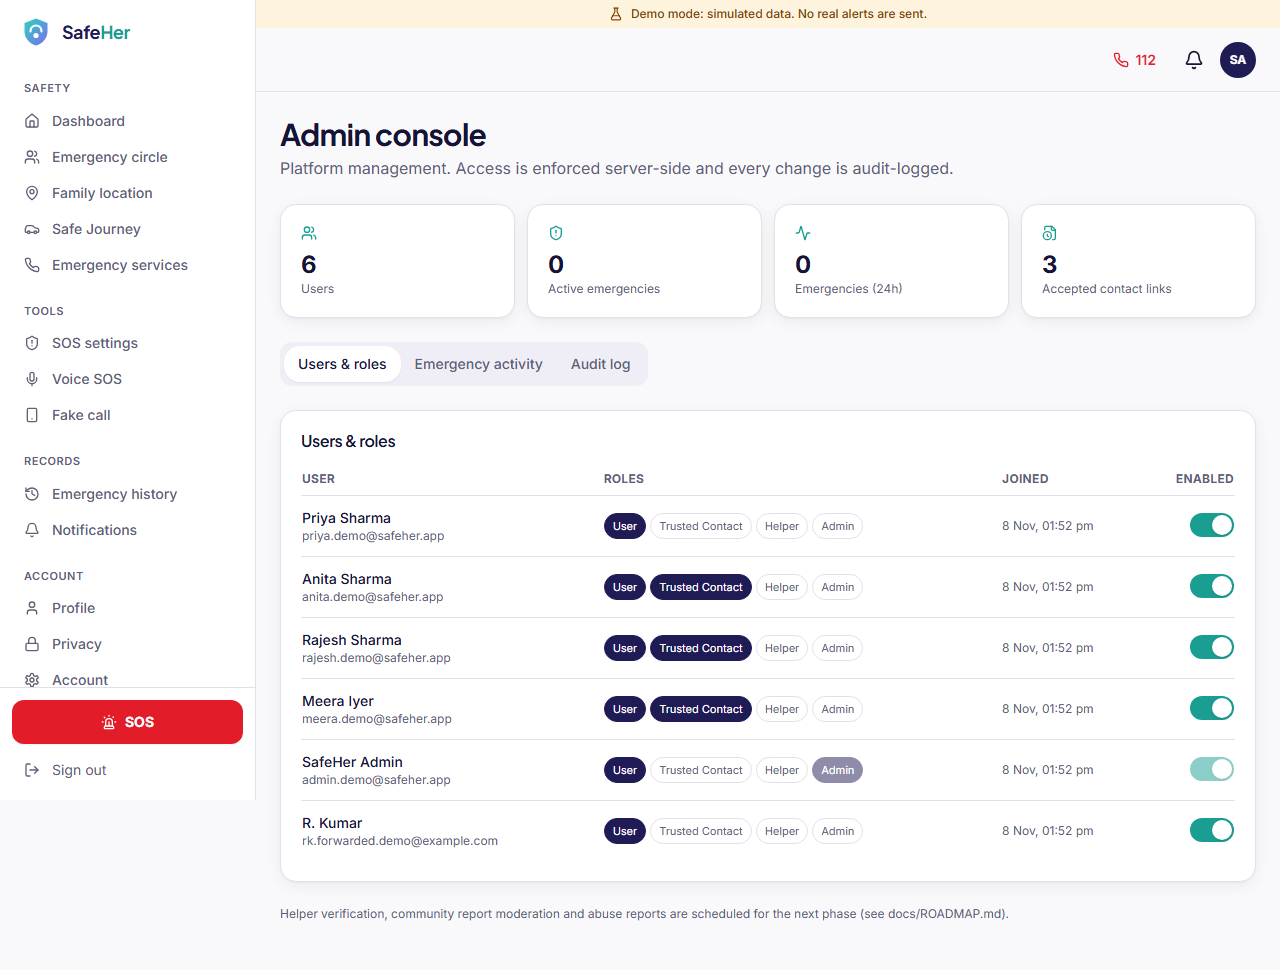 Demo mode: simulated data. No real alerts are sent.
SafeHer
112
SA
SAFETY
Dashboard
Emergency circle
Family location
Safe Journey
Emergency services
TOOLS
SOS settings
Voice SOS
Fake call
RECORDS
Emergency history
Notifications
ACCOUNT
Profile
Privacy
Account
SOS
Sign out
Admin console
Platform management. Access is enforced server-side and every change is audit-logged.
6
Users
0
Active emergencies
0
Emergencies (24h)
3
Accepted contact links
Users & roles Emergency activity Audit log
Users & roles
USER ROLES JOINED ENABLED
Priya Sharma
priya.demo@safeher.app
User Trusted Contact Helper Admin 8 Nov, 01:52 pm
Anita Sharma
anita.demo@safeher.app
User Trusted Contact Helper Admin 8 Nov, 01:52 pm
Rajesh Sharma
rajesh.demo@safeher.app
User Trusted Contact Helper Admin 8 Nov, 01:52 pm
Meera Iyer
meera.demo@safeher.app
User Trusted Contact Helper Admin 8 Nov, 01:52 pm
SafeHer Admin
admin.demo@safeher.app
User Trusted Contact Helper Admin 8 Nov, 01:52 pm
R. Kumar
rk.forwarded.demo@example.com
User Trusted Contact Helper Admin 8 Nov, 01:52 pm
Helper verification, community report moderation and abuse reports are scheduled for the next phase (see docs/ROADMAP.md).